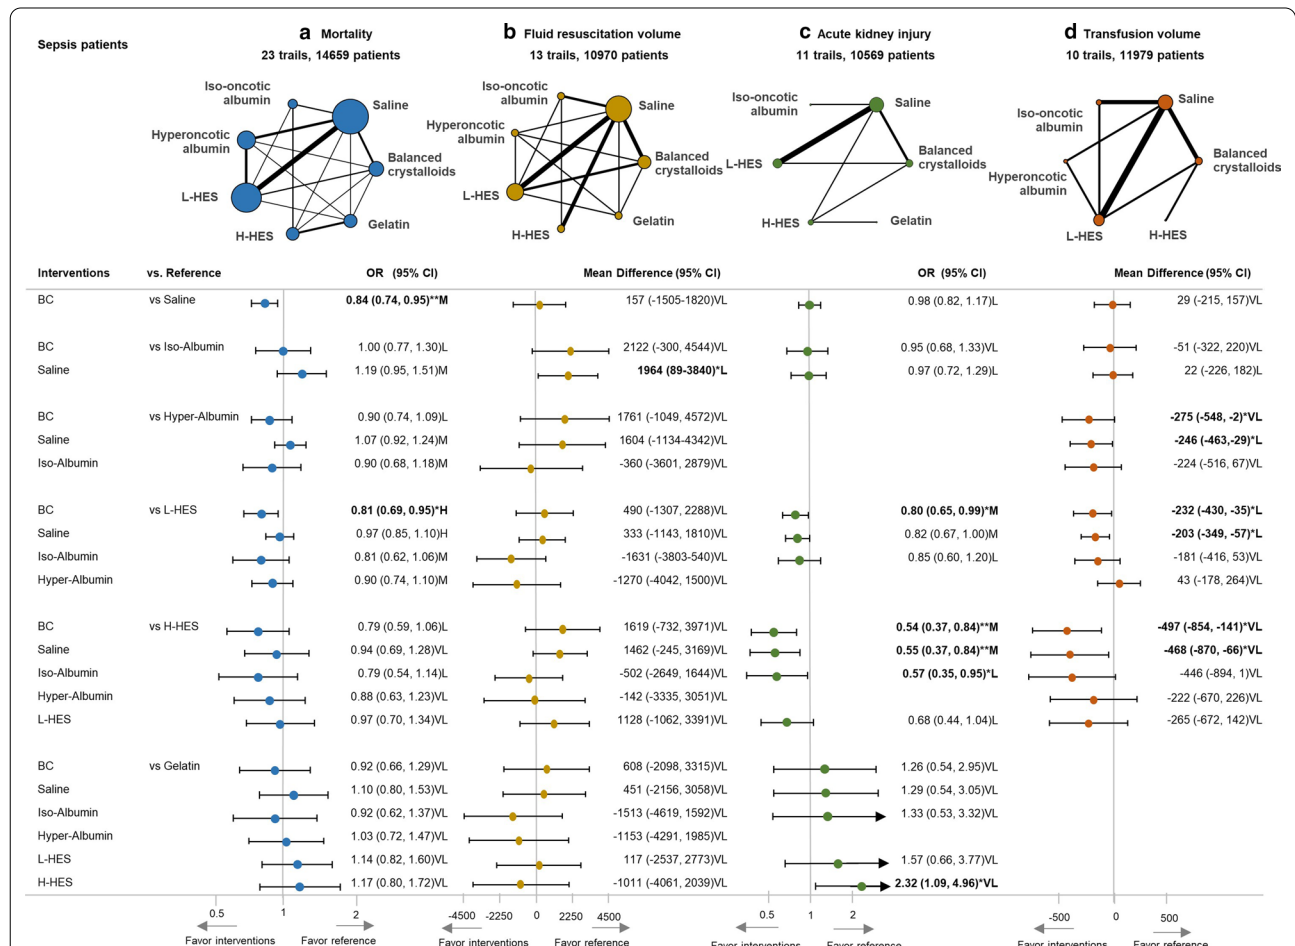 Sepsis patients
a Mortality
23 trails, 14659 patients
b Fluid resuscitation volume
13 trails, 10970 patients
c Acute kidney injury
11 trails, 10569 patients
d Transfusion volume
10 trails, 11979 patients
Iso-oncotic
albumin
Saline
Hyperoncotic
albumin
Balanced
crystalloids
L-HES
Gelatin
H-HES
Iso-oncotic
albumin
Saline
Hyperoncotic
albumin
Balanced
crystalloids
L-HES
Gelatin
H-HES
Iso-oncotic
albumin
Saline
Balanced
crystalloids
L-HES
H-HES
Gelatin
Saline
Iso-oncotic
albumin
Balanced
crystalloids
Hyperoncotic
albumin
L-HES
H-HES
Interventions vs. Reference OR (95% CI) Mean Difference (95% CI) OR (95% CI) Mean Difference (95% CI)
BC vs Saline 0.84 (0.74, 0.95)**M 157 (-1505-1820)VL 0.98 (0.82, 1.17)L 29 (-215, 157)VL
BC vs Iso-Albumin 1.00 (0.77, 1.30)L 2122 (-300, 4544)VL 0.95 (0.68, 1.33)VL -51 (-322, 220)VL
Saline 1.19 (0.95, 1.51)M 1964 (89-3840)*L 0.97 (0.72, 1.29)L 22 (-226, 182)L
BC vs Hyper-Albumin 0.90 (0.74, 1.09)L 1761 (-1049, 4572)VL -275 (-548, -2)*VL
Saline 1.07 (0.92, 1.24)M 1604 (-1134-4342)VL -246 (-463,-29)*L
Iso-Albumin 0.90 (0.68, 1.18)M -360 (-3601, 2879)VL -224 (-516, 67)VL
BC vs L-HES 0.81 (0.69, 0.95)*H 490 (-1307, 2288)VL 0.80 (0.65, 0.99)*M -232 (-430, -35)*L
Saline 0.97 (0.85, 1.10)H 333 (-1143, 1810)VL 0.82 (0.67, 1.00)M -203 (-349, -57)*L
Iso-Albumin 0.81 (0.62, 1.06)M -1631 (-3803-540)VL 0.85 (0.60, 1.20)L -181 (-416, 53)VL
Hyper-Albumin 0.90 (0.74, 1.10)M -1270 (-4042, 1500)VL 43 (-178, 264)VL
BC vs H-HES 0.79 (0.59, 1.06)L 1619 (-732, 3971)VL 0.54 (0.37, 0.84)**M -497 (-854, -141)*VL
Saline 0.94 (0.69, 1.28)VL 1462 (-245, 3169)VL 0.55 (0.37, 0.84)**M -468 (-870, -66)*VL
Iso-Albumin 0.79 (0.54, 1.14)L -502 (-2649, 1644)VL 0.57 (0.35, 0.95)*L -446 (-894, 1)VL
Hyper-Albumin 0.88 (0.63, 1.23)VL -142 (-3335, 3051)VL -222 (-670, 226)VL
L-HES 0.97 (0.70, 1.34)VL 1128 (-1062, 3391)VL 0.68 (0.44, 1.04)L -265 (-672, 142)VL
BC vs Gelatin 0.92 (0.66, 1.29)VL 608 (-2098, 3315)VL 1.26 (0.54, 2.95)VL
Saline 1.10 (0.80, 1.53)VL 451 (-2156, 3058)VL 1.29 (0.54, 3.05)VL
Iso-Albumin 0.92 (0.62, 1.37)VL -1513 (-4619, 1592)VL 1.33 (0.53, 3.32)VL
Hyper-Albumin 1.03 (0.72, 1.47)VL -1153 (-4291, 1985)VL
L-HES 1.14 (0.82, 1.60)VL 117 (-2537, 2773)VL 1.57 (0.66, 3.77)VL
H-HES 1.17 (0.80, 1.72)VL -1011 (-4061, 2039)VL 2.32 (1.09, 4.96)*VL
0.5 1 2 -4500 -2250 0 2250 4500 0.5 1 2 -500 0 500
Favor interventions Favor reference Favor interventions Favor reference Favor interventions Favor reference Favor interventions Favor reference